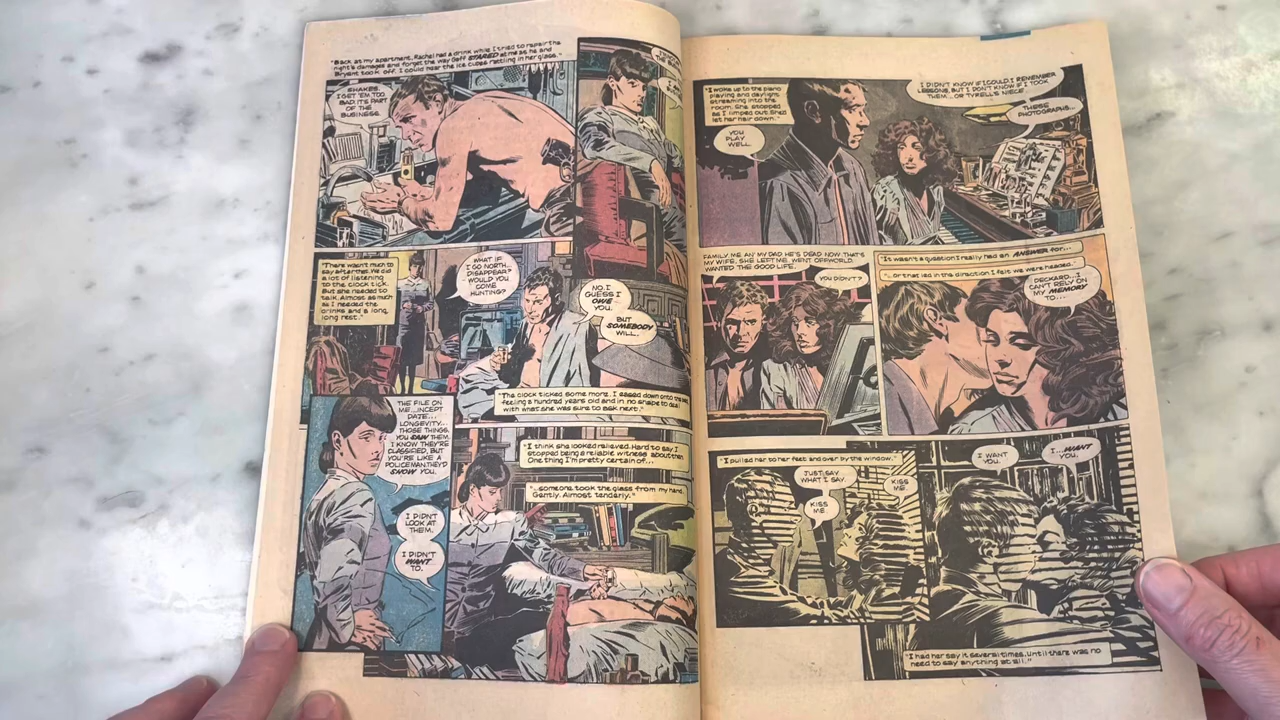 "Back as my apartment, Rachel had a drink while I tried to repair the
night's damages and forget the way Gaff STARED at me as he and
Bryant took off. I could hear the ice cubes rattling in her glass."
SHAKES.
I GET 'EM TOO.
BAD. IT'S PART
OF THE
BUSINESS.
"There wasn't much to
say after that. We did
a lot of listening
to the clock tick.
But she needed to
talk. Almost as much
as I needed the
drinks and a long,
long rest."
WHAT IF
I GO NORTH.
DISAPPEAR?
WOULD YOU
COME
HUNTING?
NO. I
GUESS I
OWE
YOU.
BUT
SOMEBODY
WILL.
"The clock ticked some more. I eased down onto the
feeling a hundred years old and in no shape to deal
with what she was sure to ask next."
THE FILE ON
ME...INCEPT
DATE...
LONGEVITY...
THOSE THINGS.
YOU SAW THEM.
I KNOW THEY'RE
CLASSIFIED, BUT
YOU'RE LIKE A
POLICEMAN. THEY'D
SHOW YOU.
I DIDN'T
LOOK AT
THEM.
I DIDN'T
WANT
TO.
"I think she looked relieved. Hard to say. I
stopped being a reliable witness about then.
One thing I'm pretty certain of...
"...someone took the glass from my hand.
Gently. Almost tenderly."
"I woke up to the piano
playing and daylight
streaming into the
room. She stopped
as I limped out. She'd
let her hair down."
YOU
PLAY
WELL.
I DIDN'T KNOW IF I COULD. I REMEMBER
LESSONS, BUT I DON'T KNOW IF I TOOK
THEM...OR TYRELL'S NIECE.
THESE
PHOTOGRAPHS...
FAMILY. ME AN' MY DAD. HE'S DEAD NOW. THAT'S
MY WIFE. SHE LEFT ME. WENT OFFWORLD.
WANTED THE GOOD LIFE.
YOU DIDN'T?
"It wasn't a question I really had an ANSWER for...
"...or that led in the direction I felt we were headed."
DECKARD...I
CAN'T RELY ON
MY MEMORY
TO...
"I pulled her to her feet and over by the window."
JUST SAY
WHAT I SAY.
KISS
ME.
KISS
ME.
I WANT
YOU.
I...WANT
YOU.
"I had her say it several times. Until there was no
need to say anything at all."